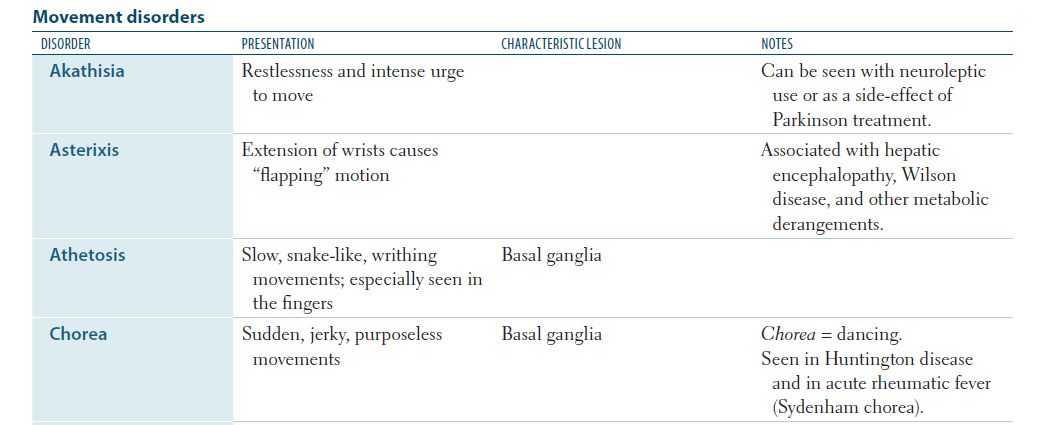 Movement disorders
DISORDER PRESENTATION CHARACTERISTIC LESION NOTES
Akathisia Restlessness and intense urge Can be seen with neuroleptic
to move use or as a side-effect of
Parkinson treatment.
Asterixis Extension of wrists causes Associated with hepatic
“flapping” motion encephalopathy, Wilson
disease, and other metabolic
derangements.
Athetosis Slow, snake-like, writhing Basal ganglia
movements; especially seen in
the fingers
Chorea Sudden, jerky, purposeless Basal ganglia Chorea = dancing.
movements Seen in Huntington disease
and in acute rheumatic fever
(Sydenham chorea).